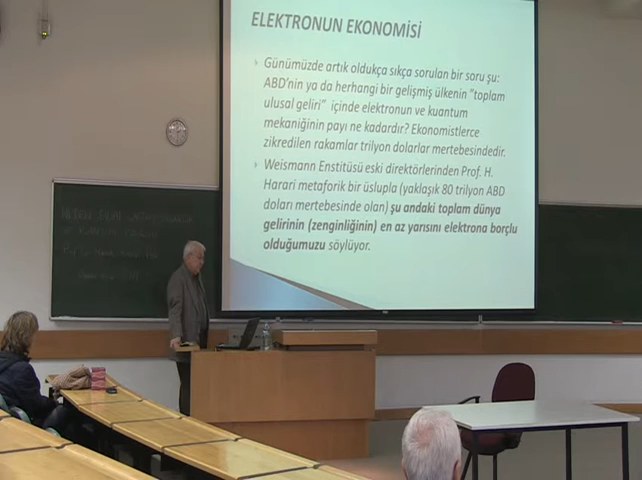 ELEKTRONUN EKONOMİSİ
Günümüzde artık oldukça sıkça sorulan bir soru şu:
ABD'nin ya da herhangi bir gelişmiş ülkenin "toplam
ulusal geliri" içinde elektronun ve kuantum
mekaniğinin payı ne kadardır? Ekonomistlerce
zikredilen rakamlar trilyon dolarlar mertebesindedir.
Weismann Enstitüsü eski direktörlerinden Prof. H.
Harari metaforik bir üslupla (yaklaşık 80 trilyon ABD
doları mertebesinde olan) şu andaki toplam dünya
gelirinin (zenginliğinin) en az yarısını elektrona borçlu
olduğumuzu söylüyor.